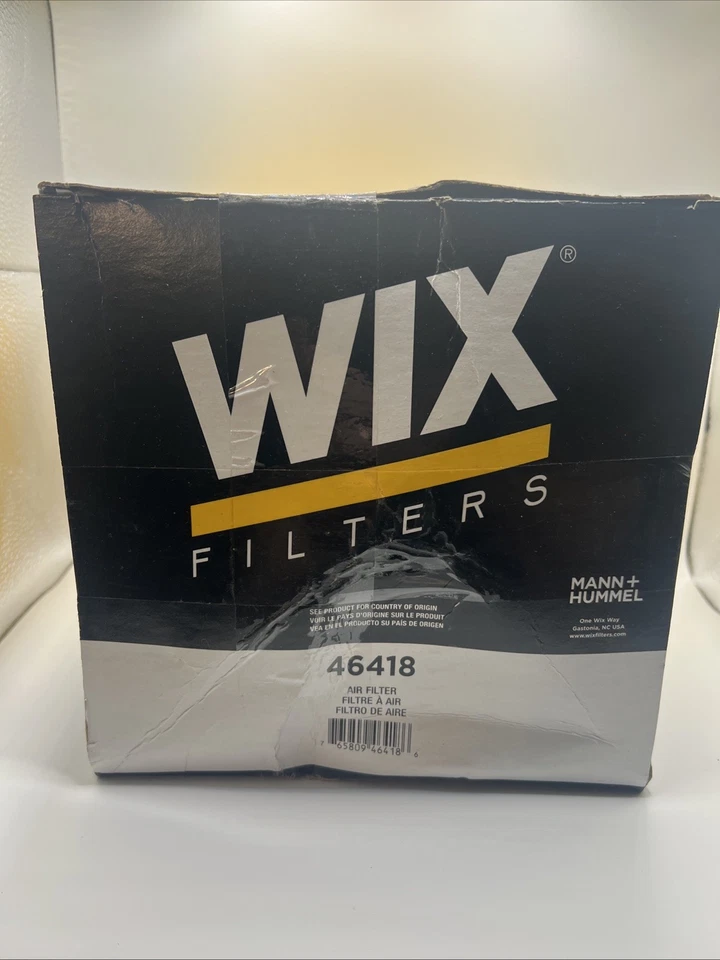 WIX®
FILTERS
MANN+
HUMMEL
One Wix Way
Gastonia, NC USA
www.wixfilters.com
SEE PRODUCT FOR COUNTRY OF ORIGIN
VOIR LE PAYS D'ORIGINE SUR LE PRODUIT
VEA EN EL PRODUCTO SU PAÍS DE ORIGEN
46418
AIR FILTER
FILTRE À AIR
FILTRO DE AIRE
7 65809 46418 6